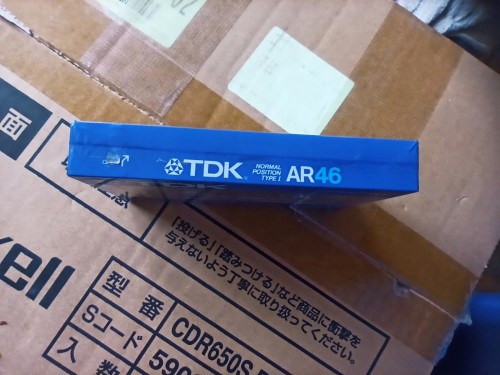 TDK
NORMAL
POSITION
TYPE I
AR46
面
「投げる」「踏みつける」など商品に衝撃を
与えないよう丁寧に取り扱ってください。
型番
CDR650S
Sコード
590
入数
ell